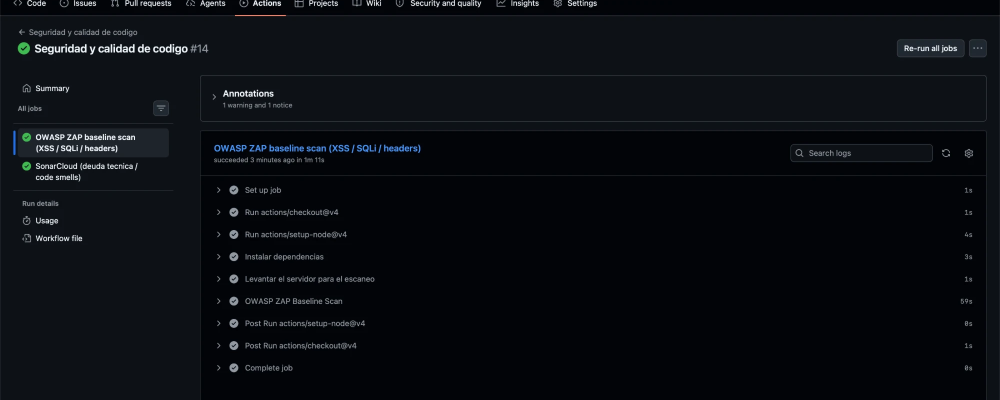 Code Issues Pull requests Agents Actions Projects Wiki Security and quality Insights Settings
Seguridad y calidad de codigo
Seguridad y calidad de codigo #14
Re-run all jobs
Summary
All jobs
OWASP ZAP baseline scan
(XSS / SQLi / headers)
SonarCloud (deuda tecnica /
code smells)
Run details
Usage
Workflow file
Annotations
1 warning and 1 notice
OWASP ZAP baseline scan (XSS / SQLi / headers)
succeeded 3 minutes ago in 1m 11s
Search logs
Set up job 1s
Run actions/checkout@v4 1s
Run actions/setup-node@v4 4s
Instalar dependencias 3s
Levantar el servidor para el escaneo 1s
OWASP ZAP Baseline Scan 59s
Post Run actions/setup-node@v4 0s
Post Run actions/checkout@v4 1s
Complete job 0s